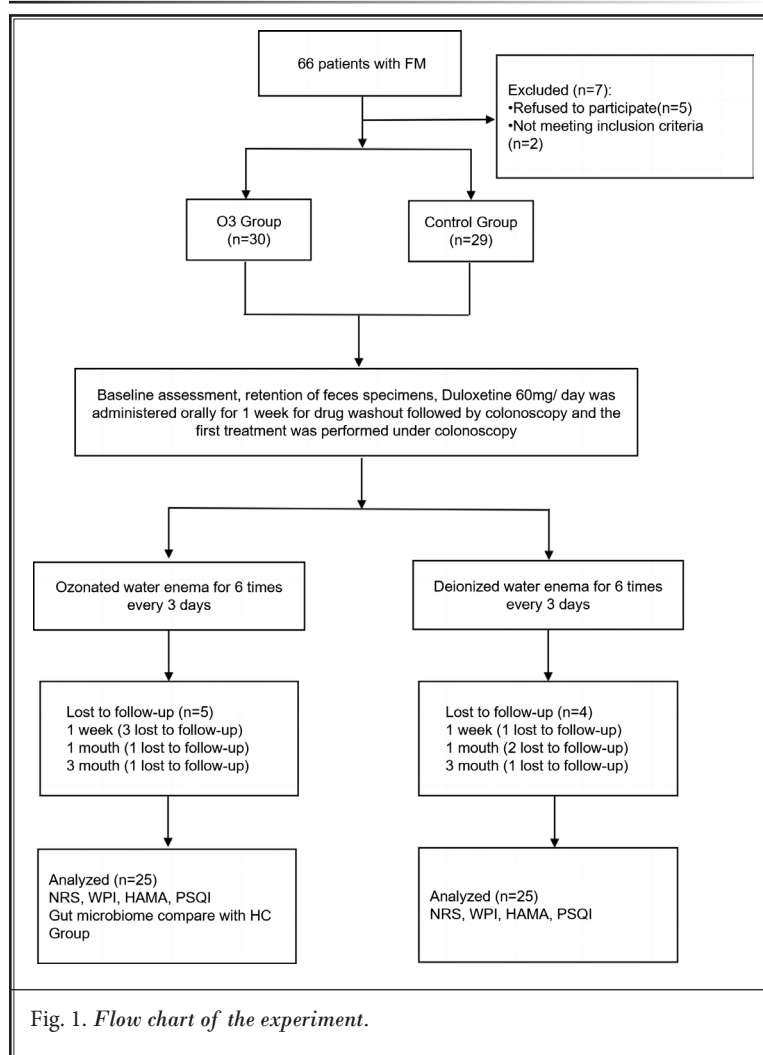 66 patients with FM
Excluded (n=7):
•Refused to participate(n=5)
•Not meeting inclusion criteria
(n=2)
O3 Group
(n=30)
Control Group
(n=29)
Baseline assessment, retention of feces specimens, Duloxetine 60mg/ day was
administered orally for 1 week for drug washout followed by colonoscopy and the
first treatment was performed under colonoscopy
Ozonated water enema for 6 times
every 3 days
Deionized water enema for 6 times
every 3 days
Lost to follow-up (n=5)
1 week (3 lost to follow-up)
1 mouth (1 lost to follow-up)
3 mouth (1 lost to follow-up)
Lost to follow-up (n=4)
1 week (1 lost to follow-up)
1 mouth (2 lost to follow-up)
3 mouth (1 lost to follow-up)
Analyzed (n=25)
NRS, WPI, HAMA, PSQI
Gut microbiome compare with HC
Group
Analyzed (n=25)
NRS, WPI, HAMA, PSQI
Fig. 1. Flow chart of the experiment.